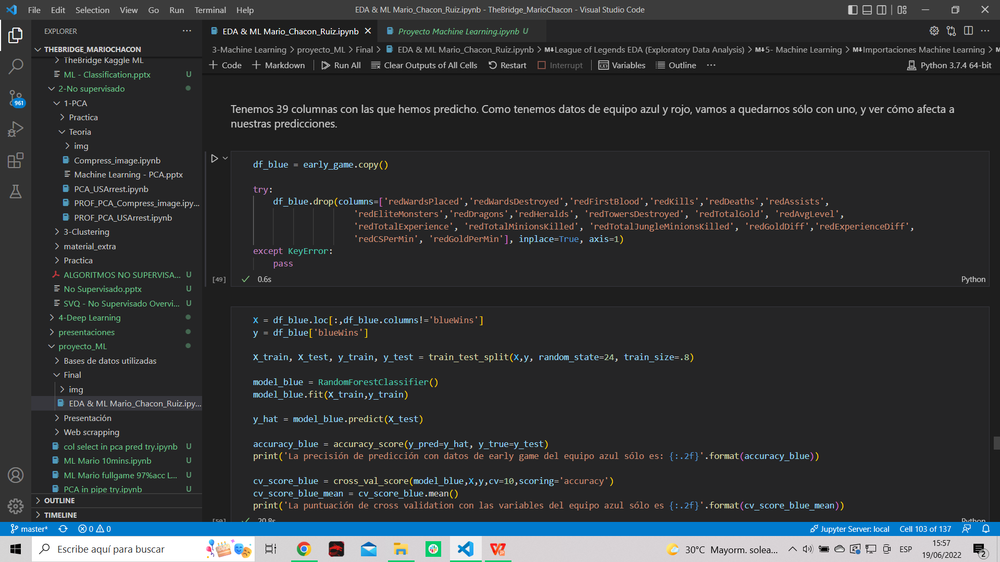 File Edit Selection View Go Run Terminal Help
EDA & ML Mario_Chacon_Ruiz.ipynb - TheBridge_MarioChacon - Visual Studio Code
EXPLORER
THEBRIDGE_MARIOCHACON
TheBridge Kaggle ML
ML - Classification.pptx U
2-No supervisado
1-PCA
Practica
Teoria
img
Compress_image.ipynb
Machine Learning - PCA.pptx
PCA_USArrest.ipynb
PROF_PCA_Compress_image.ipy...
PROF_PCA_USArrest.ipynb
3-Clustering
material_extra
Practica
ALGORITMOS NO SUPERVISA... U
No Supervisado.pptx U
SVQ - No Supervisado Overvi... U
4-Deep Learning
presentaciones
proyecto_ML
Bases de datos utilizadas
Final
img
EDA & ML Mario_Chacon_Ruiz.ipy...
Presentación
Web scrapping
col select in pca pred try.ipynb U
ML Mario 10mins.ipynb U
ML Mario fullgame 97%acc L... U
PCA in pipe try.ipynb U
OUTLINE
TIMELINE
961
EDA & ML Mario_Chacon_Ruiz.ipynb
Proyecto Machine Learning.ipynb U
3-Machine Learning > proyecto_ML > Final > EDA & ML Mario_Chacon_Ruiz.ipynb > M↓League of Legends EDA (Exploratory Data Analysis) > M↓5- Machine Learning > M↓Importaciones Machine Learning >
+ Code + Markdown Run All Clear Outputs of All Cells Restart Interrupt Variables Outline ... Python 3.7.4 64-bit
Tenemos 39 columnas con las que hemos predicho. Como tenemos datos de equipo azul y rojo, vamos a quedarnos sólo con uno, y ver cómo afecta a
nuestras predicciones.
df_blue = early_game.copy()
try:
df_blue.drop(columns=['redWardsPlaced','redWardsDestroyed','redFirstBlood','redKills','redDeaths','redAssists',
'redEliteMonsters','redDragons','redHeralds', 'redTowersDestroyed', 'redTotalGold', 'redAvgLevel',
'redTotalExperience', 'redTotalMinionsKilled', 'redTotalJungleMinionsKilled', 'redGoldDiff','redExperienceDiff',
'redCSPerMin', 'redGoldPerMin'], inplace=True, axis=1)
except KeyError:
pass
[49] 0.6s Python
X = df_blue.loc[:,df_blue.columns!='blueWins']
y = df_blue['blueWins']
X_train, X_test, y_train, y_test = train_test_split(X,y, random_state=24, train_size=.8)
model_blue = RandomForestClassifier()
model_blue.fit(X_train,y_train)
y_hat = model_blue.predict(X_test)
accuracy_blue = accuracy_score(y_pred=y_hat, y_true=y_test)
print('La precisión de predicción con datos de early game del equipo azul sólo es: {:.2f}'.format(accuracy_blue))
cv_score_blue = cross_val_score(model_blue,X,y,cv=10,scoring='accuracy')
cv_score_blue_mean = cv_score_blue.mean()
print('La puntuación de cross validation con las variables del equipo azul sólo es {:.2f}'.format(cv_score_blue_mean))
[50] 20.8s Python
master* 0 0 Jupyter Server: local Cell 103 of 137
Escribe aquí para buscar
30°C Mayorm. solea... ESP
15:57
19/06/2022
2